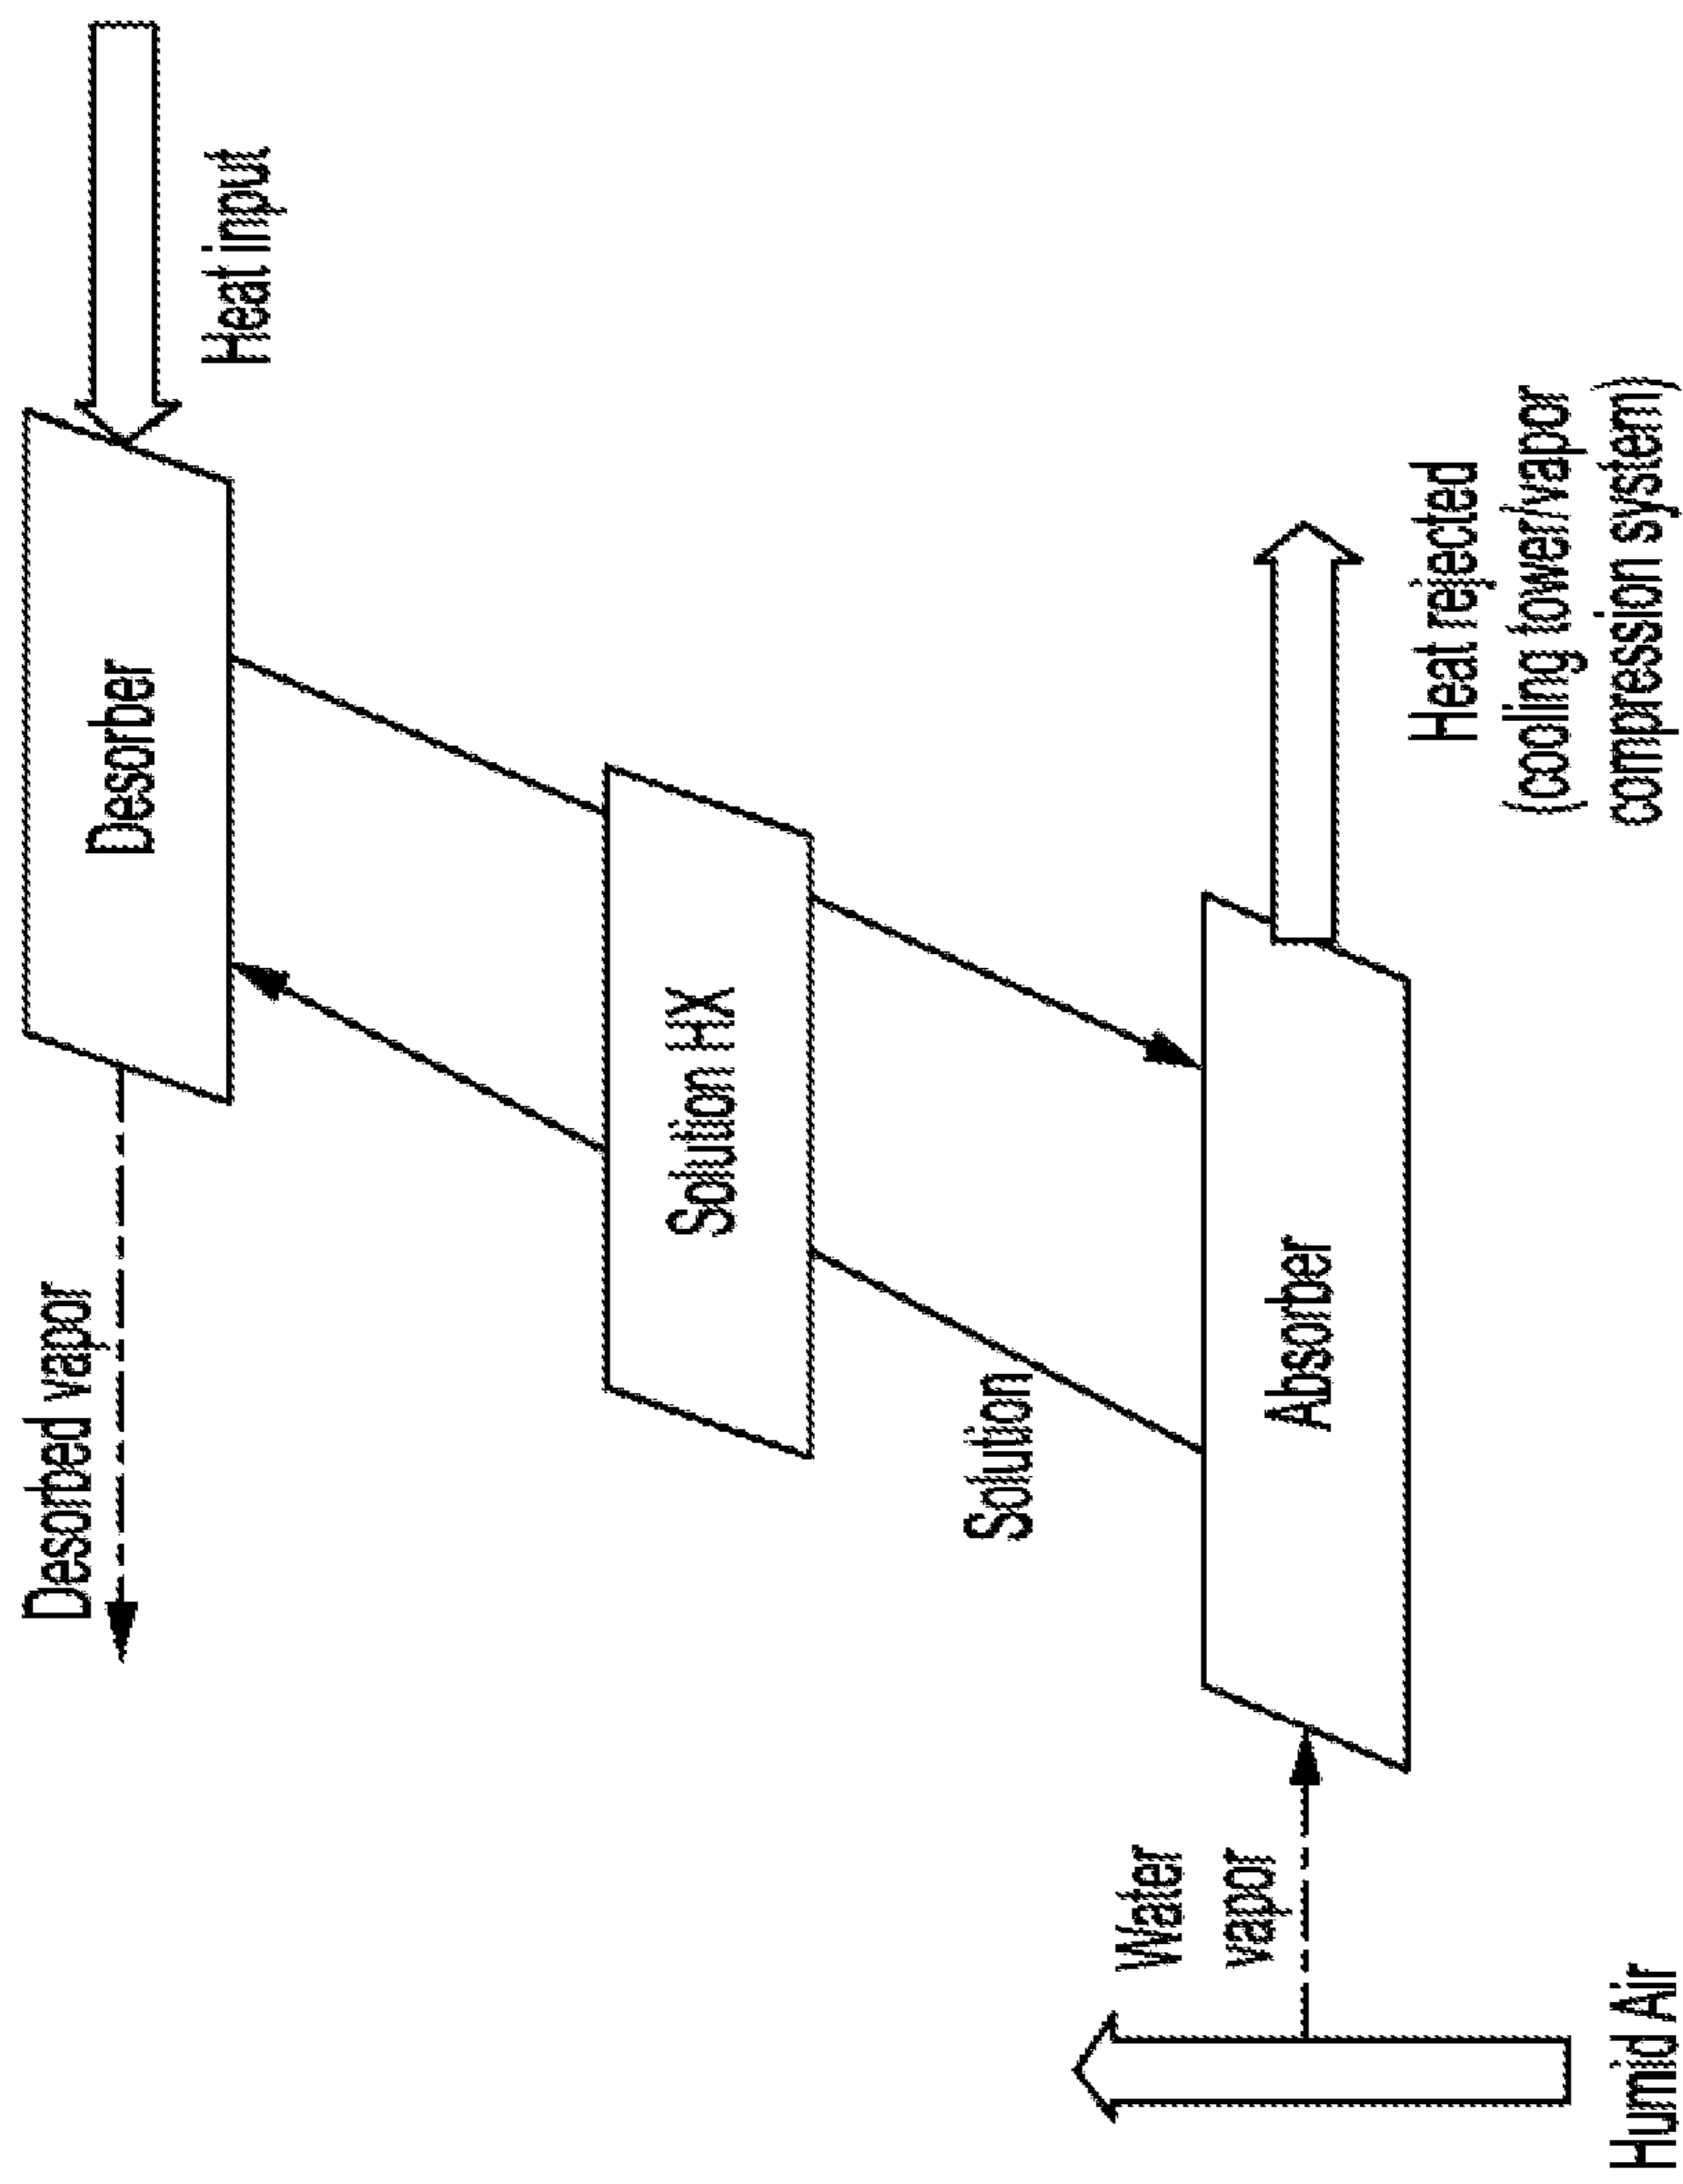 Desorbed vapor
Desorber
Heat input
Solution HX
Solution
Water
vapor
Absorber
Humid Air
Heat rejected
(cooling tower/vapor
compression system)